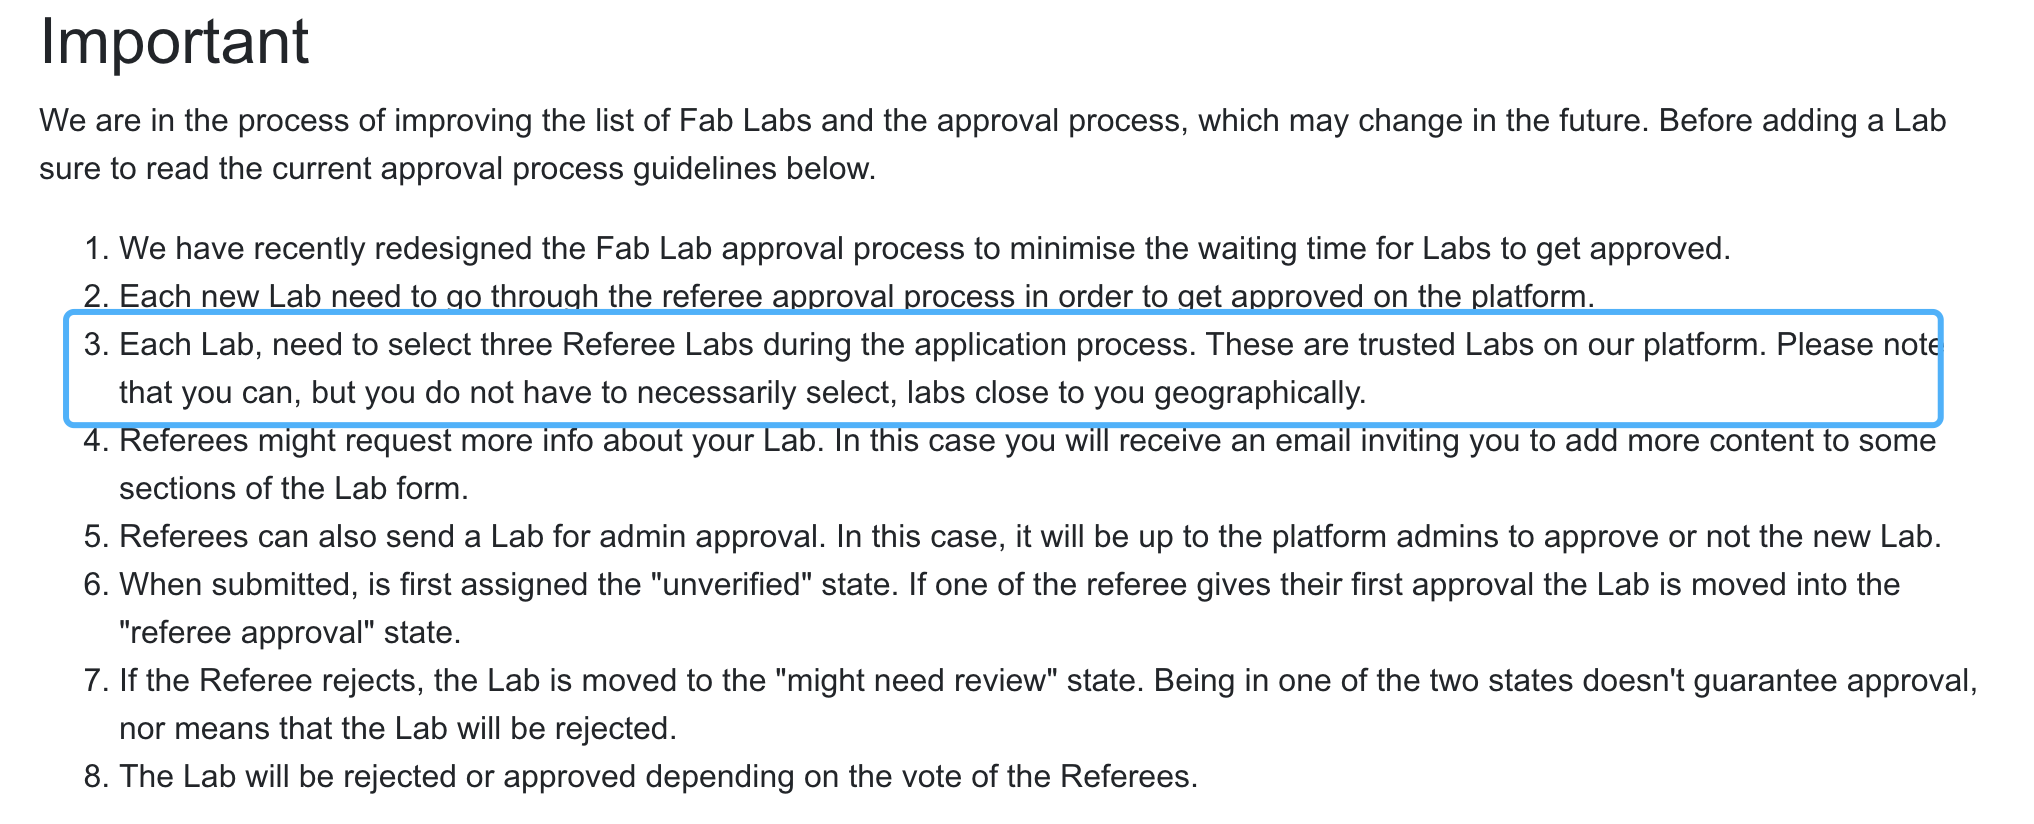 Important
We are in the process of improving the list of Fab Labs and the approval process, which may change in the future. Before adding a Lab
sure to read the current approval process guidelines below.
1. We have recently redesigned the Fab Lab approval process to minimise the waiting time for Labs to get approved.
2. Each new Lab need to go through the referee approval process in order to get approved on the platform.
3. Each Lab, need to select three Referee Labs during the application process. These are trusted Labs on our platform. Please note
that you can, but you do not have to necessarily select, labs close to you geographically.
4. Referees might request more info about your Lab. In this case you will receive an email inviting you to add more content to some
sections of the Lab form.
5. Referees can also send a Lab for admin approval. In this case, it will be up to the platform admins to approve or not the new Lab.
6. When submitted, is first assigned the "unverified" state. If one of the referee gives their first approval the Lab is moved into the
"referee approval" state.
7. If the Referee rejects, the Lab is moved to the "might need review" state. Being in one of the two states doesn't guarantee approval,
nor means that the Lab will be rejected.
8. The Lab will be rejected or approved depending on the vote of the Referees.